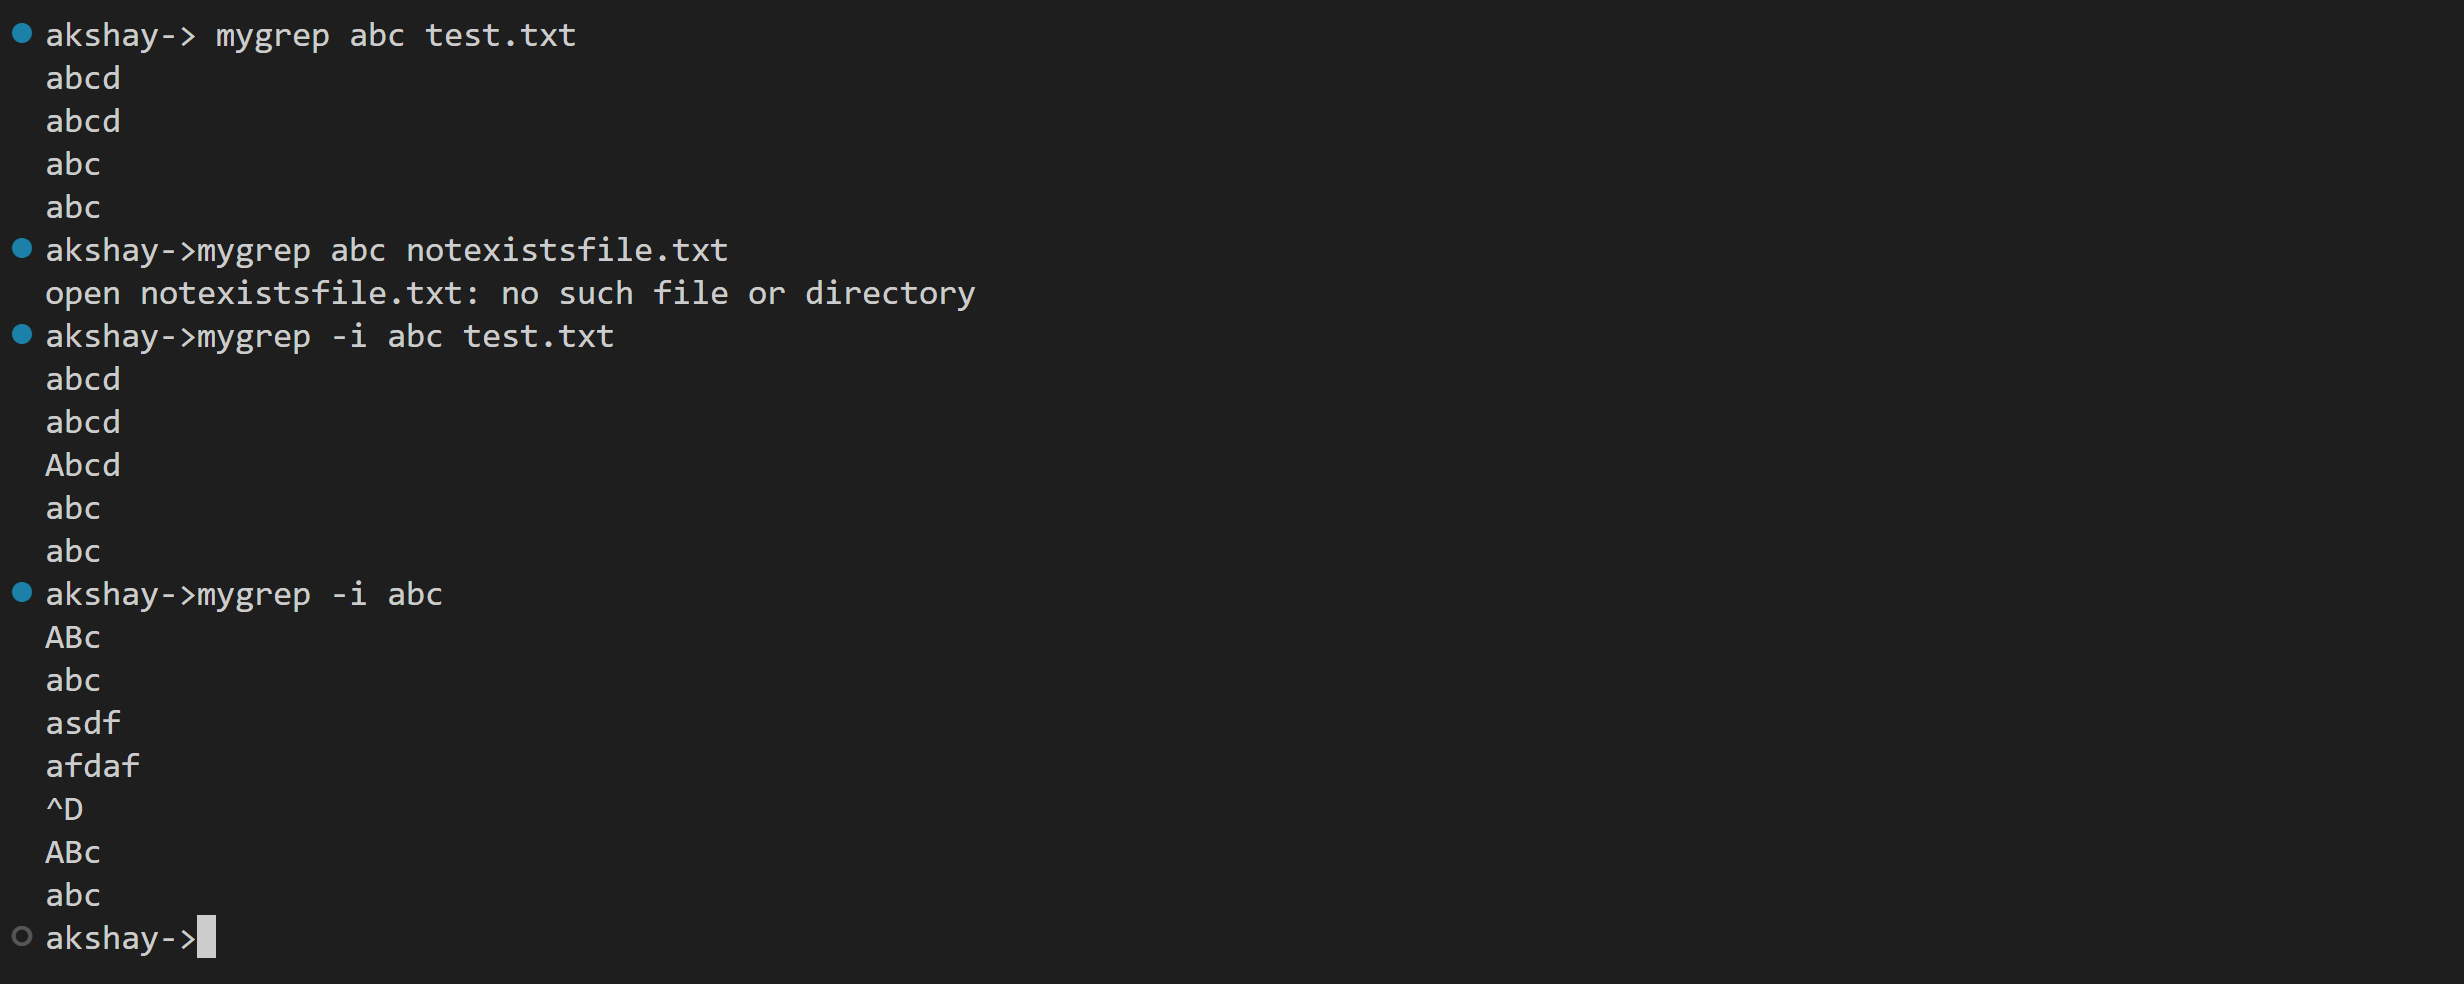 akshay-> mygrep abc test.txt
abcd
abcd
abc
abc
akshay->mygrep abc notexistsfile.txt
open notexistsfile.txt: no such file or directory
akshay->mygrep -i abc test.txt
abcd
abcd
Abcd
abc
abc
akshay->mygrep -i abc
ABc
abc
asdf
afdaf
^D
ABc
abc
akshay->